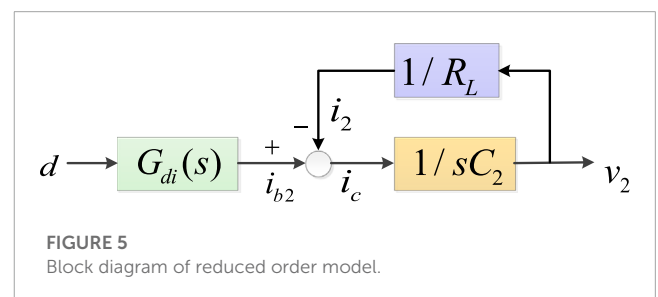 1/ R_L
− i_2
d G_di(s) + i_b2 i_c 1/ sC_2 v_2
FIGURE 5
Block diagram of reduced order model.